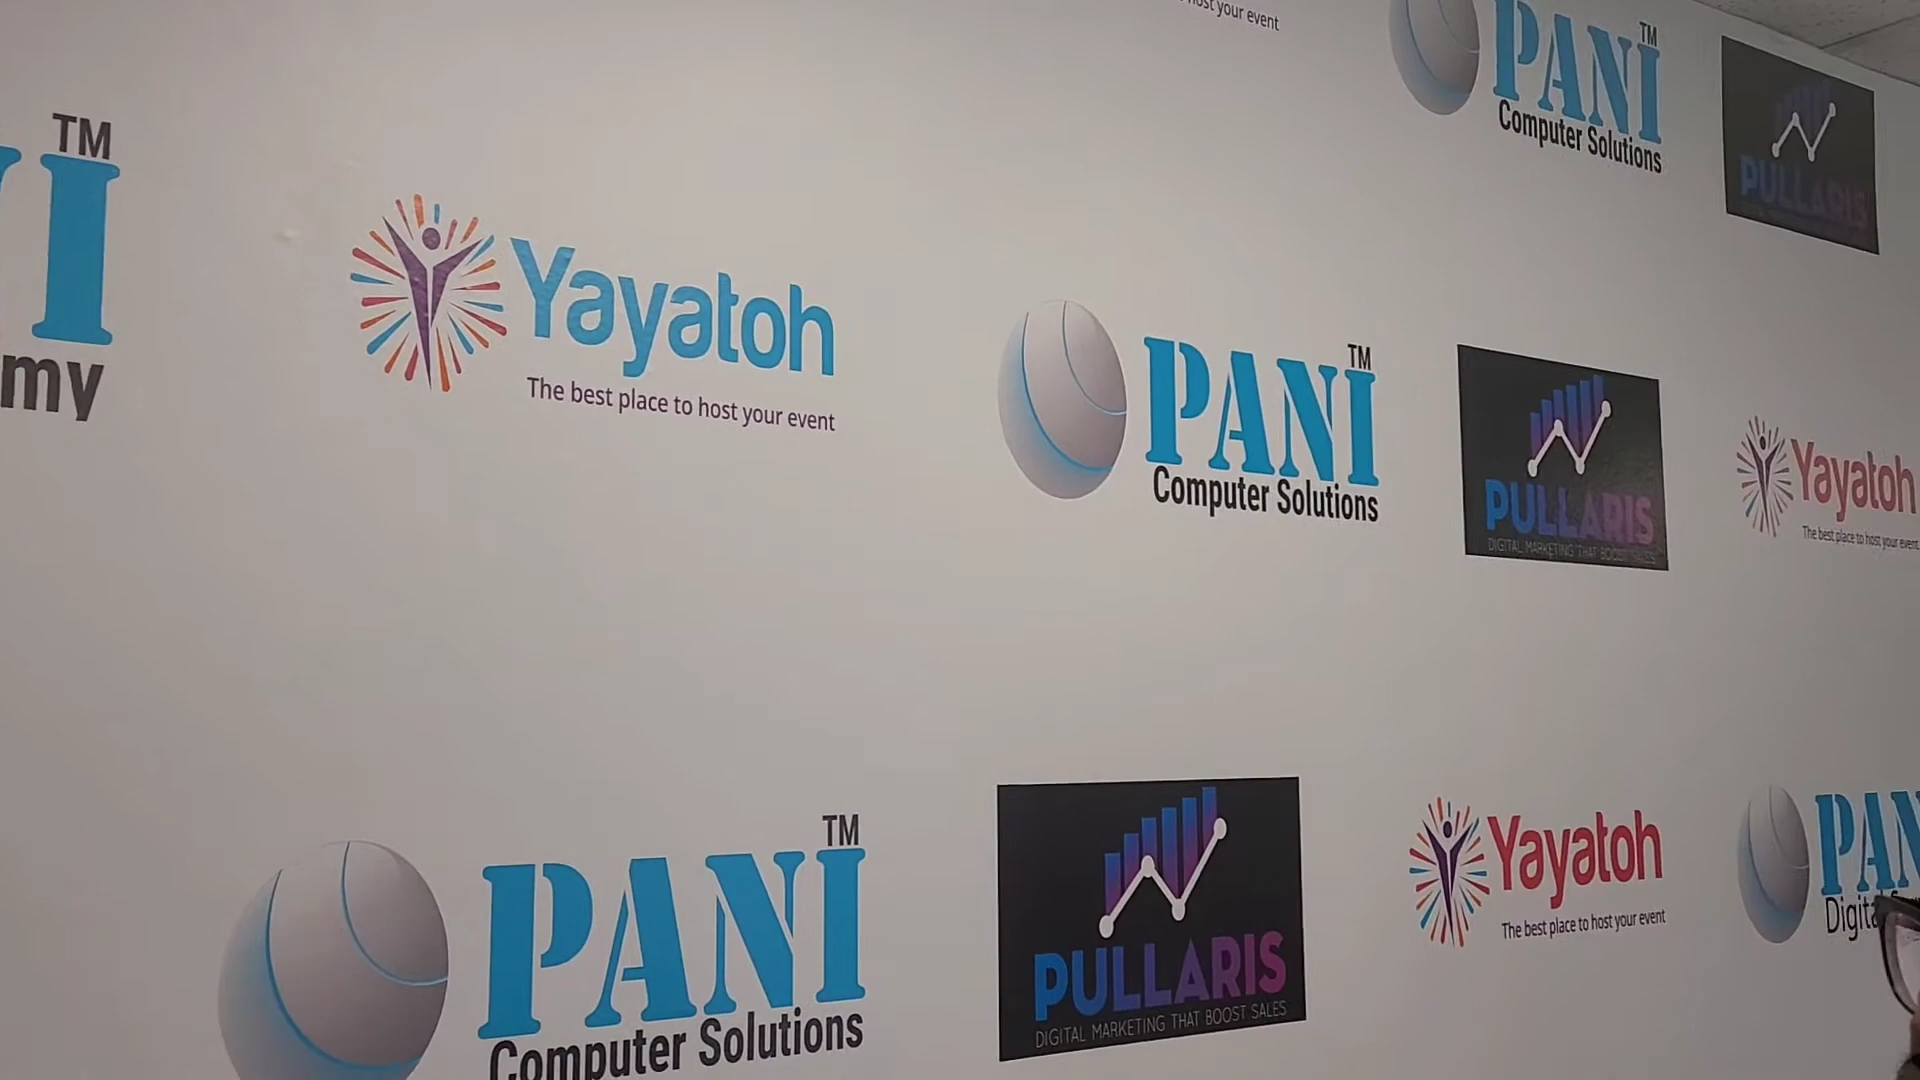 host your event
PANI TM
Computer Solutions
PULLARIS
I TM
my
Yayatoh
The best place to host your event
PANI TM
Computer Solutions
PULLARIS
DIGITAL MARKETING THAT BOOST SALES
Yayatoh
The best place to host your event
PANI TM
Computer Solutions
PULLARIS
DIGITAL MARKETING THAT BOOST SALES
Yayatoh
The best place to host your event
PAN
Digita